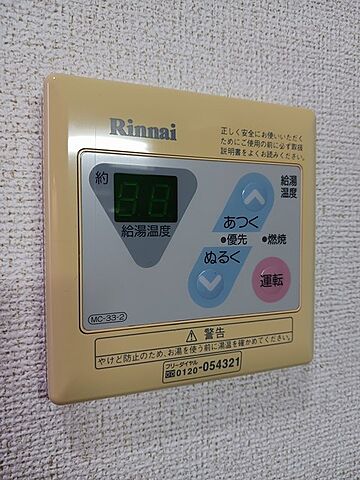 Rinnai
正しく安全にお使いいただく
ためにご使用の前に必ず取扱
説明書をよくお読みください。
約
88
給湯温度
給湯
温度
あつく
●優先 ●燃焼
ぬるく
運転
MC-33-2
警告
やけど防止のため、お湯を使う前に湯温を確かめてください。
フリーダイヤル
0120-054321